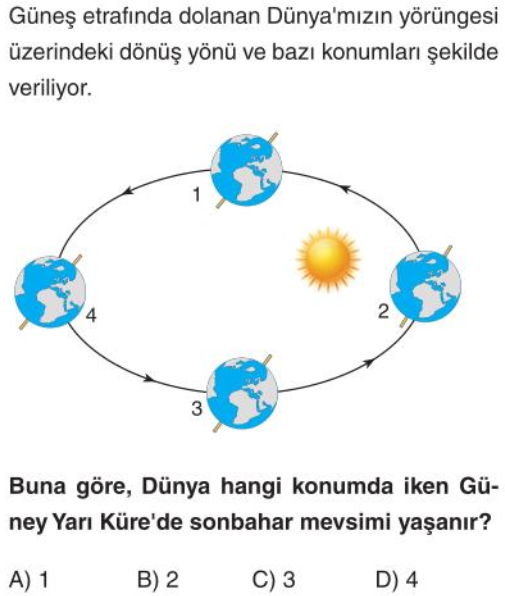 Güneş etrafında dolanan Dünya'mızın yörüngesi
üzerindeki dönüş yönü ve bazı konumları şekilde
veriliyor.
1
2
4
3
Buna göre, Dünya hangi konumda iken Gü-
ney Yarı Küre'de sonbahar mevsimi yaşanır?
A) 1 B) 2 C) 3 D) 4